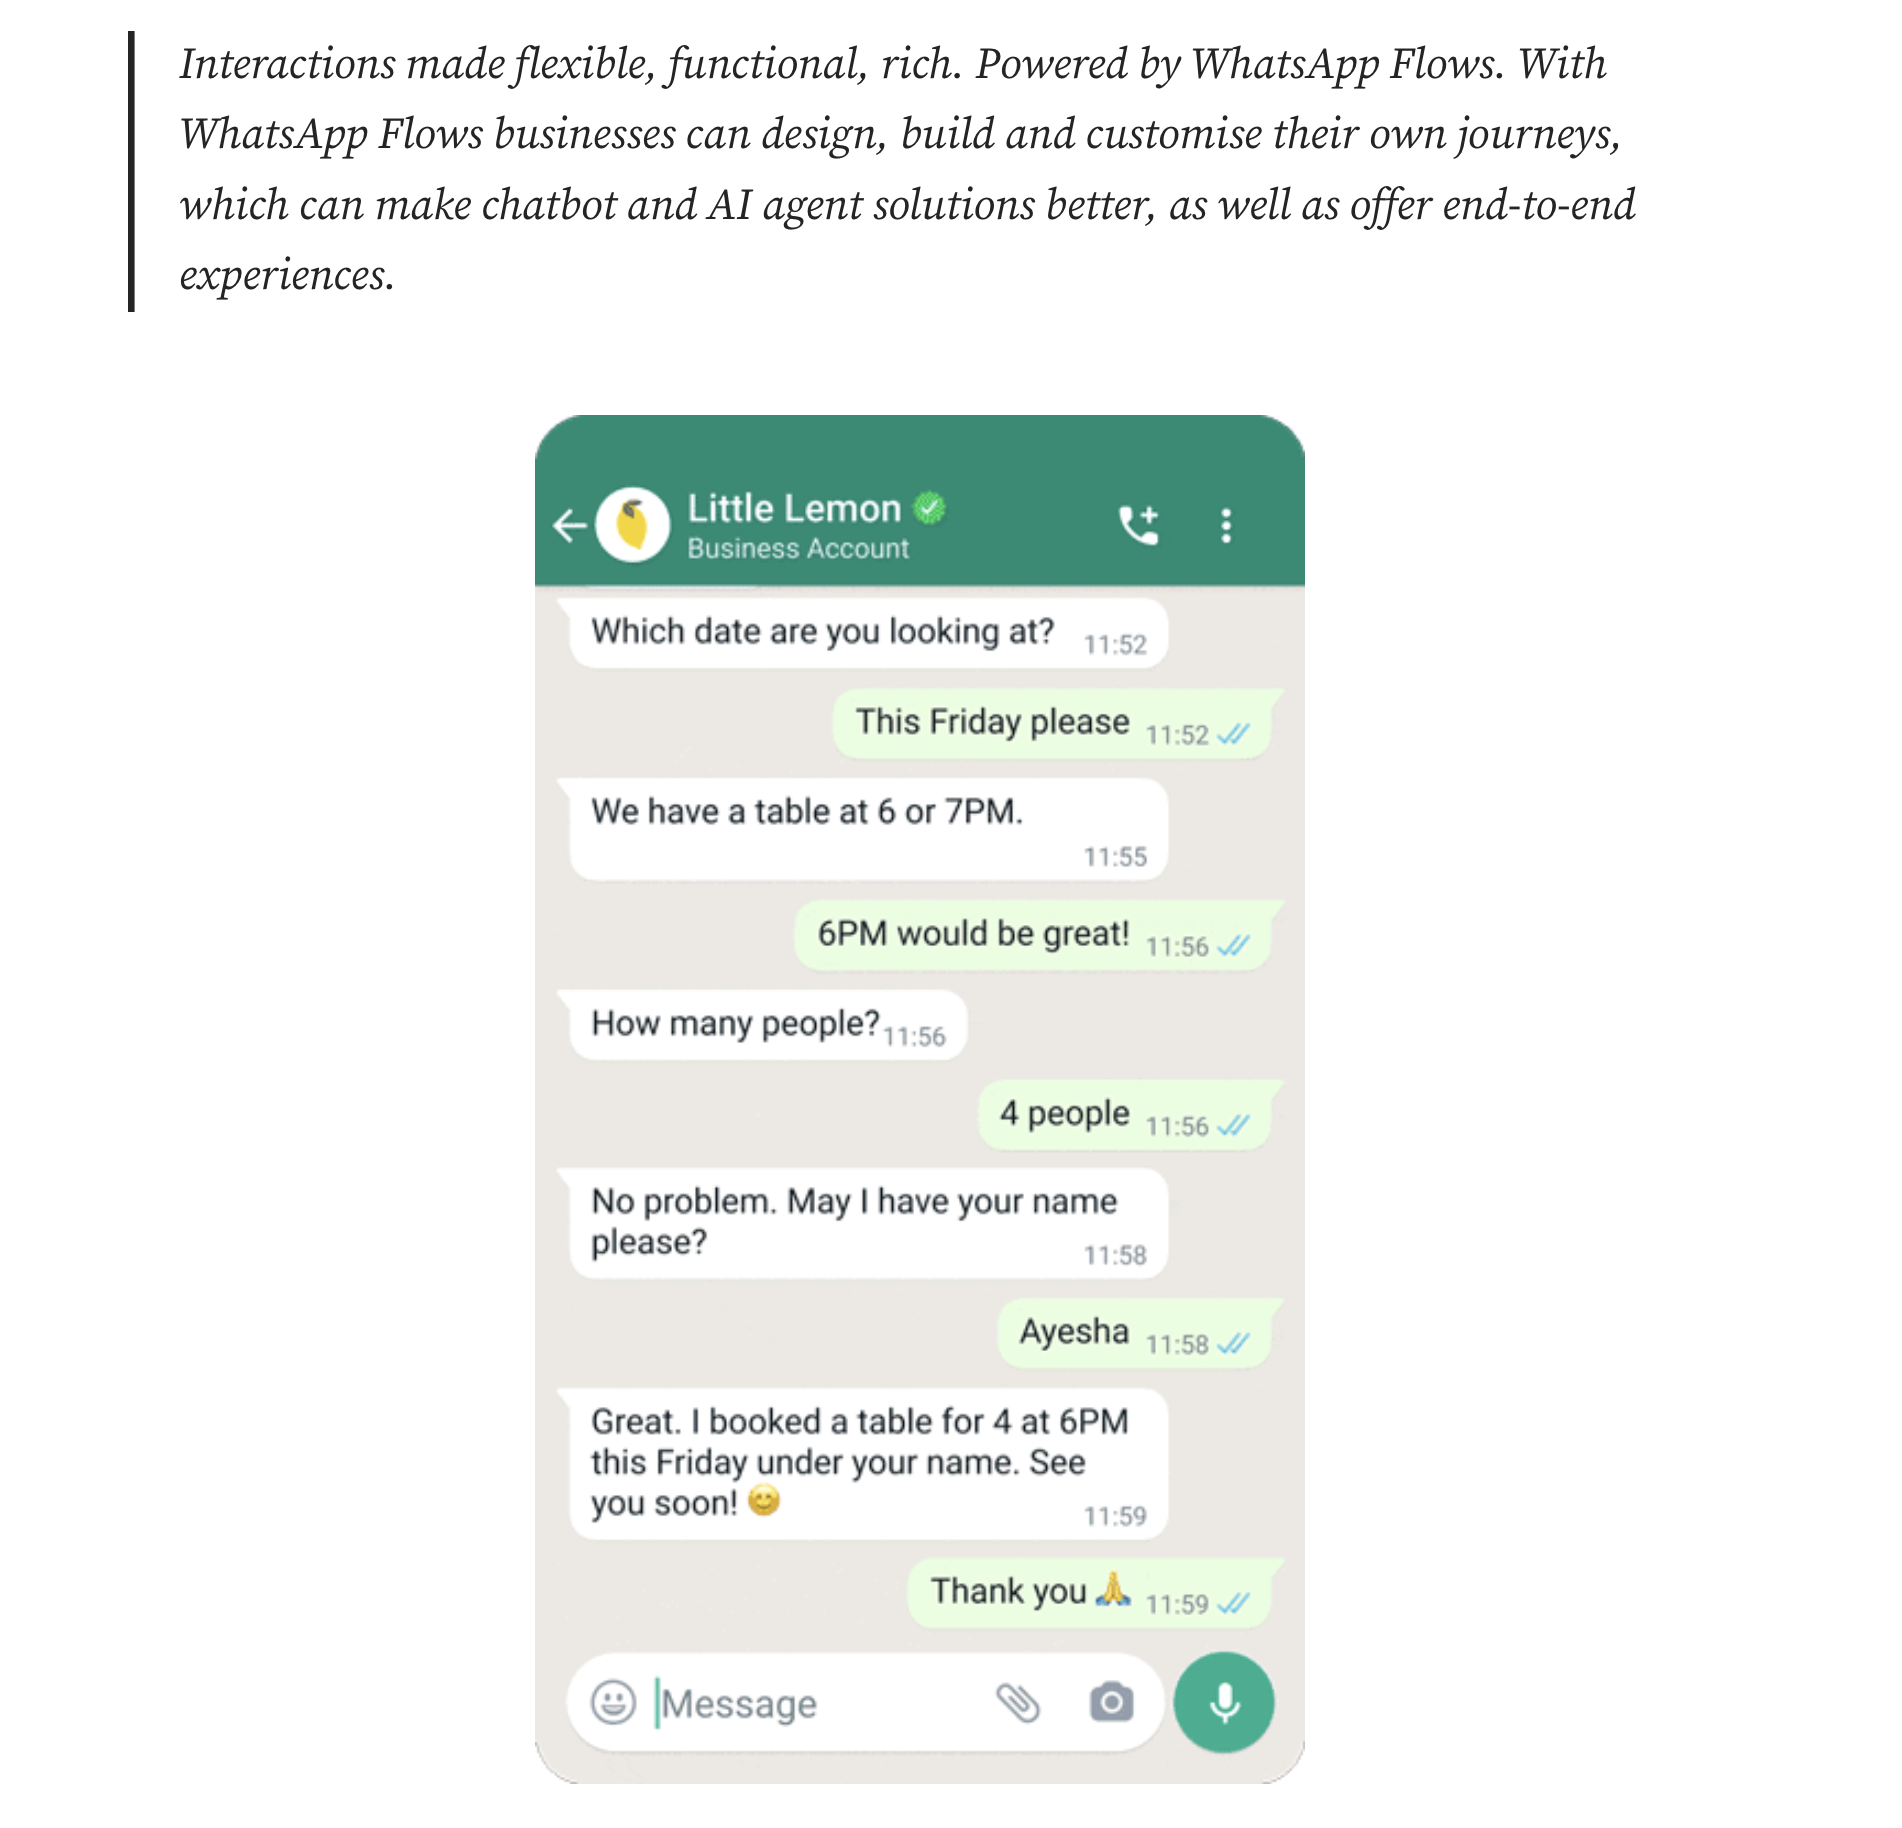 Interactions made flexible, functional, rich. Powered by WhatsApp Flows. With
WhatsApp Flows businesses can design, build and customise their own journeys,
which can make chatbot and AI agent solutions better, as well as offer end-to-end
experiences.
Little Lemon
Business Account
Which date are you looking at? 11:52
This Friday please 11:52
We have a table at 6 or 7PM.
11:55
6PM would be great! 11:56
How many people? 11:56
4 people 11:56
No problem. May I have your name
please? 11:58
Ayesha 11:58
Great. I booked a table for 4 at 6PM
this Friday under your name. See
you soon! 😊 11:59
Thank you 🙏 11:59
Message